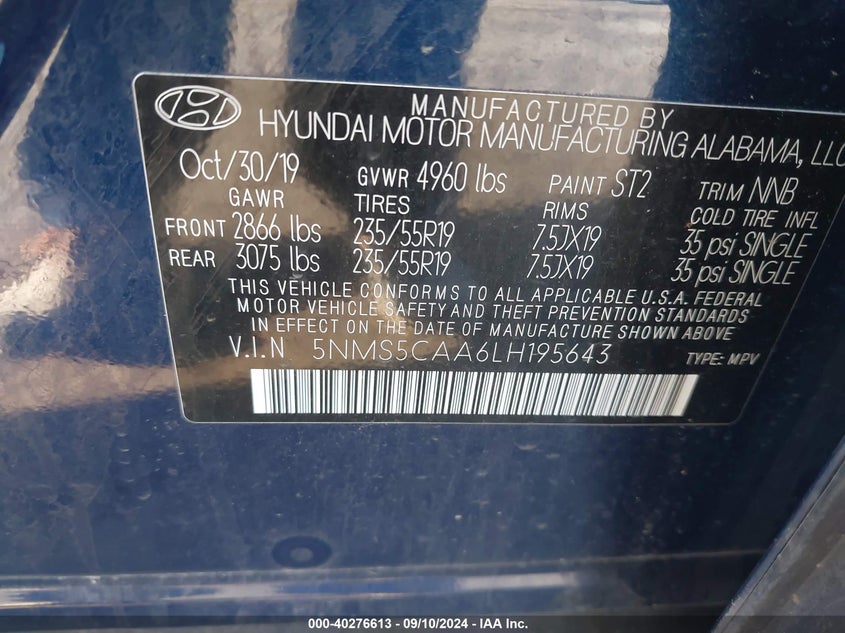 MANUFACTURED BY
HYUNDAI MOTOR MANUFACTURING ALABAMA, LLC
Oct/30/19 GVWR 4960 lbs PAINT ST2 TRIM NNB
GAWR TIRES RIMS COLD TIRE INFL
FRONT 2866 lbs 235/55R19 7.5JX19 35 psi SINGLE
REAR 3075 lbs 235/55R19 7.5JX19 35 psi SINGLE
THIS VEHICLE CONFORMS TO ALL APPLICABLE U.S.A. FEDERAL
MOTOR VEHICLE SAFETY AND THEFT PREVENTION STANDARDS
IN EFFECT ON THE DATE OF MANUFACTURE SHOWN ABOVE
V.I.N 5NMS5CAA6LH195643 TYPE: MPV
000-40276613 - 09/10/2024 - IAA Inc.